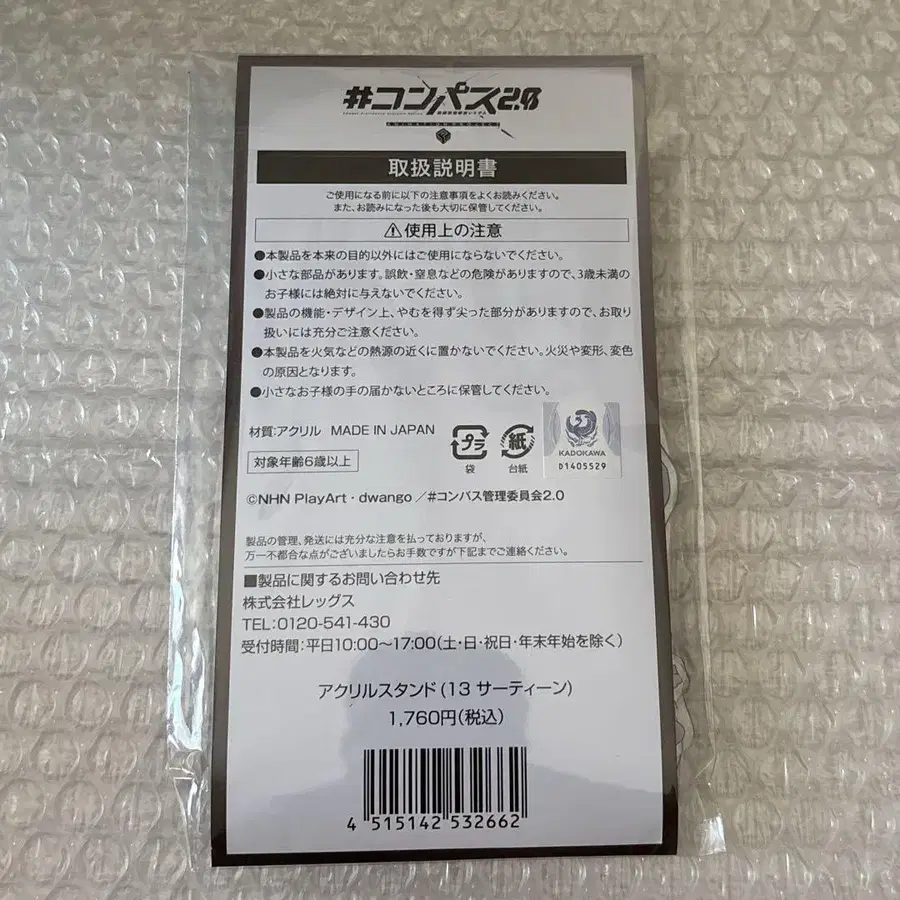 #コンパス2.0
ANIMATION PROJECT
取扱説明書
ご使用になる前に以下の注意事項をよくお読みください。
また、お読みになった後も大切に保管してください。
⚠使用上の注意
●本製品を本来の目的以外にはご使用にならないでください。
●小さな部品があります。誤飲・窒息などの危険がありますので、3歳未満の
お子様には絶対に与えないでください。
●製品の機能・デザイン上、やむを得ず尖った部分がありますので、お取り
扱いには充分ご注意ください。
●本製品を火気などの熱源の近くに置かないでください。火災や変形、変色
の原因となります。
●小さなお子様の手の届かないところに保管してください。
材質:アクリル MADE IN JAPAN
対象年齢6歳以上
プラ
袋
紙
台紙
KADOKAWA
D1405529
©NHN PlayArt・dwango/#コンパス管理委員会2.0
製品の管理、発送には充分な注意を払っておりますが、
万一不都合な点がございましたらお手数ですが下記までご連絡ください。
■製品に関するお問い合わせ先
株式会社レッグス
TEL:0120-541-430
受付時間:平日10:00〜17:00(土・日・祝日・年末年始を除く)
アクリルスタンド(13 サーティーン)
1,760円(税込)
4 515142 532662